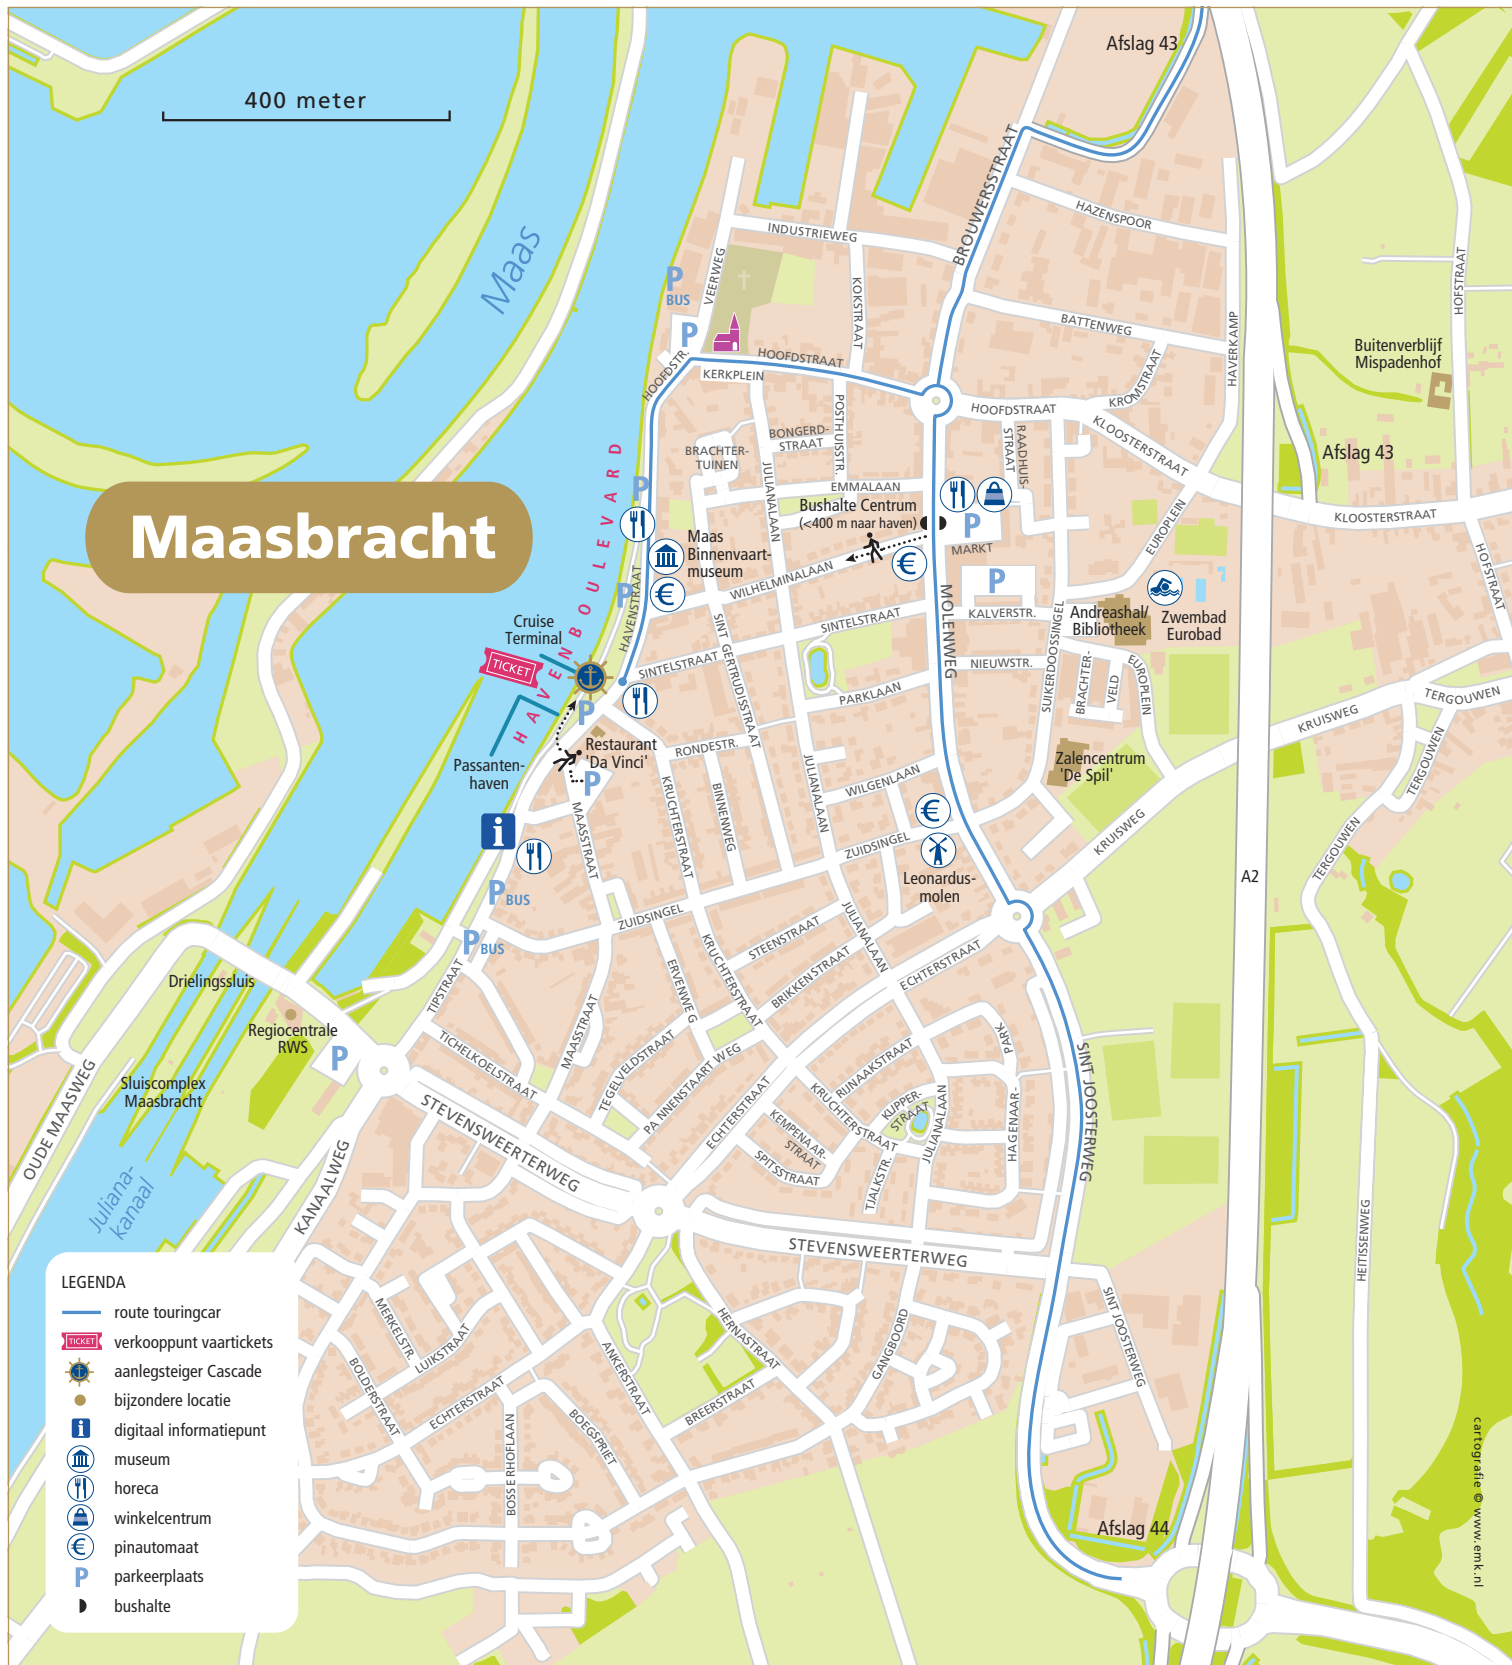 Afslag 43
400 meter
Maas
BROUWERSSTRAAT
HAZENSPOOR
INDUSTRIEWEG
VEERWEG
KOKSTRAAT
HOFSTRAAT
P
BUS
P
BATTENWEG
HAVERKAMP
Buitenverblijf
Mispadenhof
HOOFDSTR.
HOOFDSTRAAT
KERKPLEIN
KROMSTRAAT
HOOFDSTRAAT
KLOOSTERSTRAAT
POSTHUISSTR.
BONGERD-
STRAAT
RAADHUIS-
STRAAT
BRACHTER-
TUINEN
JULIANALAAN
Afslag 43
HAVENBOULEVARD
P
EMMALAAN
Bushalte Centrum
(<400 m naar haven)
P
MARKT
KLOOSTERSTRAAT
EUROPLEIN
HOFSTRAAT
Maasbracht
Maas
Binnenvaart-
museum
€
WILHELMINALAAN
P
P
€
HAVENSTRAAT
MOLENWEG
KALVERSTR.
Andreashal/
Bibliotheek
Zwembad
Eurobad
SINTELSTRAAT
SINT GERTRUDISSTRAAT
Cruise
Terminal
TICKET
SINTELSTRAAT
NIEUWSTR.
SUIKERDOOSSINGEL
BRACHTER-
VELD
EUROPLEIN
PARKLAAN
TERGOUWEN
KRUISWEG
P
RONDESTR.
Restaurant
'Da Vinci'
P
Passanten-
haven
Zalencentrum
'De Spil'
TERGOUWEN
JULIANALAAN
WILGENLAAN
KRUCHTERSTRAAT
BINNENWEG
MAASSTRAAT
€
KRUISWEG
TERGOUWEN
i
ZUIDSINGEL
Leonardus-
molen
A2
P BUS
ZUIDSINGEL
JULIANALAAN
STEENSTRAAT
P BUS
KRUCHTERSTRAAT
BRIKKENSTRAAT
ECHTERSTRAAT
ERVENWEG
Drielingssluis
TIPSTRAAT
MAASSTRAAT
Regiocentrale
RWS
P
TICHELKOELSTRAAT
TEGELVELDSTRAAT
PANNENSTAART WEG
PARK
RIJNAAKSTRAAT
SINT JOOSTERWEG
OUDE MAASWEG
Sluiscomplex
Maasbracht
ECHTERSTRAAT
KRUCHTERSTRAAT
KUPPER-
STRAAT
JULIANALAAN
HAGENAAR-
STEVENSWEERTERWEG
KEMPENAAR-
STRAAT
SPITSSTRAAT
TJALKSTR.
Juliana-
kanaal
KANAALWEG
STEVENSWEERTERWEG
HEITISSENWEG
LEGENDA
route touringcar
TICKET
verkooppunt vaartickets
aanlegsteiger Cascade
bijzondere locatie
i
digitaal informatiepunt
museum
horeca
winkelcentrum
€
pinautomaat
P
parkeerplaats
bushalte
MERKELSTR.
LUIKSTRAAT
BOLDERSTRAAT
ECHTERSTRAAT
BOSSERHOFLAAN
BOEGSPRIET
ANKERSTRAAT
HERNASTRAAT
BREERSTRAAT
GANGBOORD
SINT JOOSTERWEG
Afslag 44
cartografie © www.emk.nl